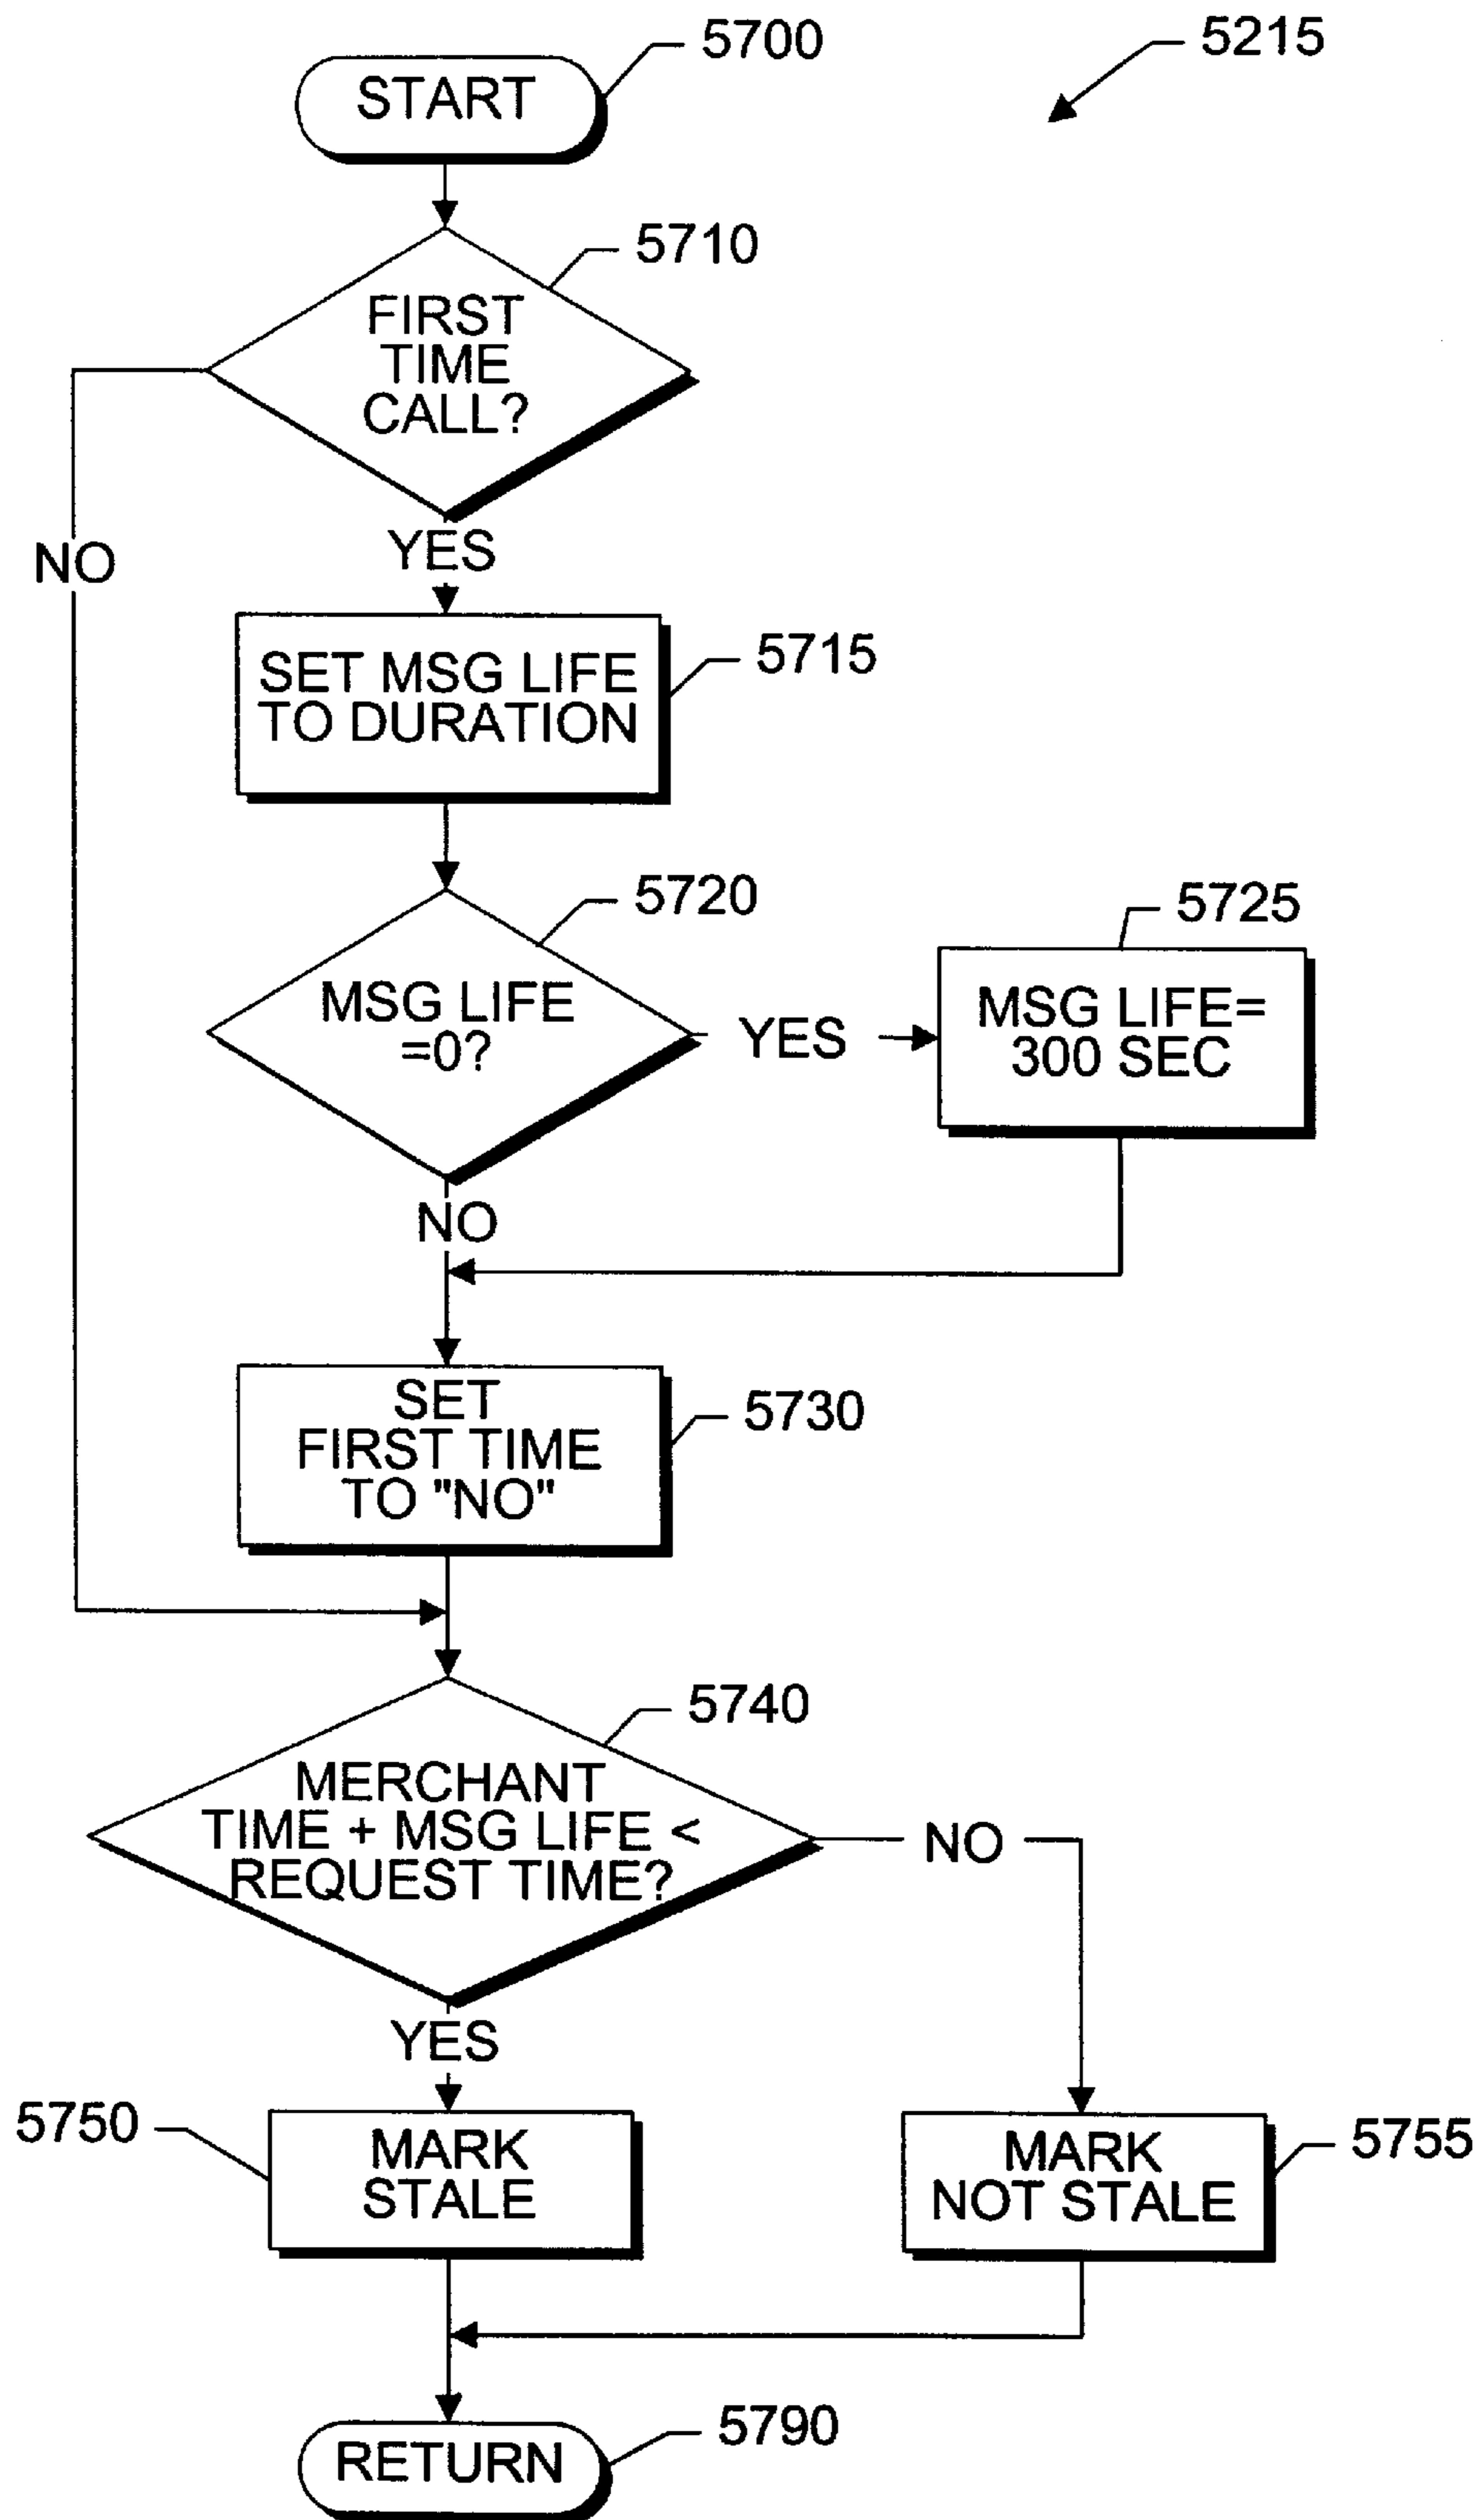 5700
5215
START
5710
FIRST
TIME
CALL?
NO
YES
5715
SET MSG LIFE
TO DURATION
5720
5725
MSG LIFE
=0?
YES
MSG LIFE=
300 SEC
NO
5730
SET
FIRST TIME
TO "NO"
5740
MERCHANT
TIME + MSG LIFE <
REQUEST TIME?
NO
YES
5750
MARK
STALE
MARK
NOT STALE
5755
5790
RETURN